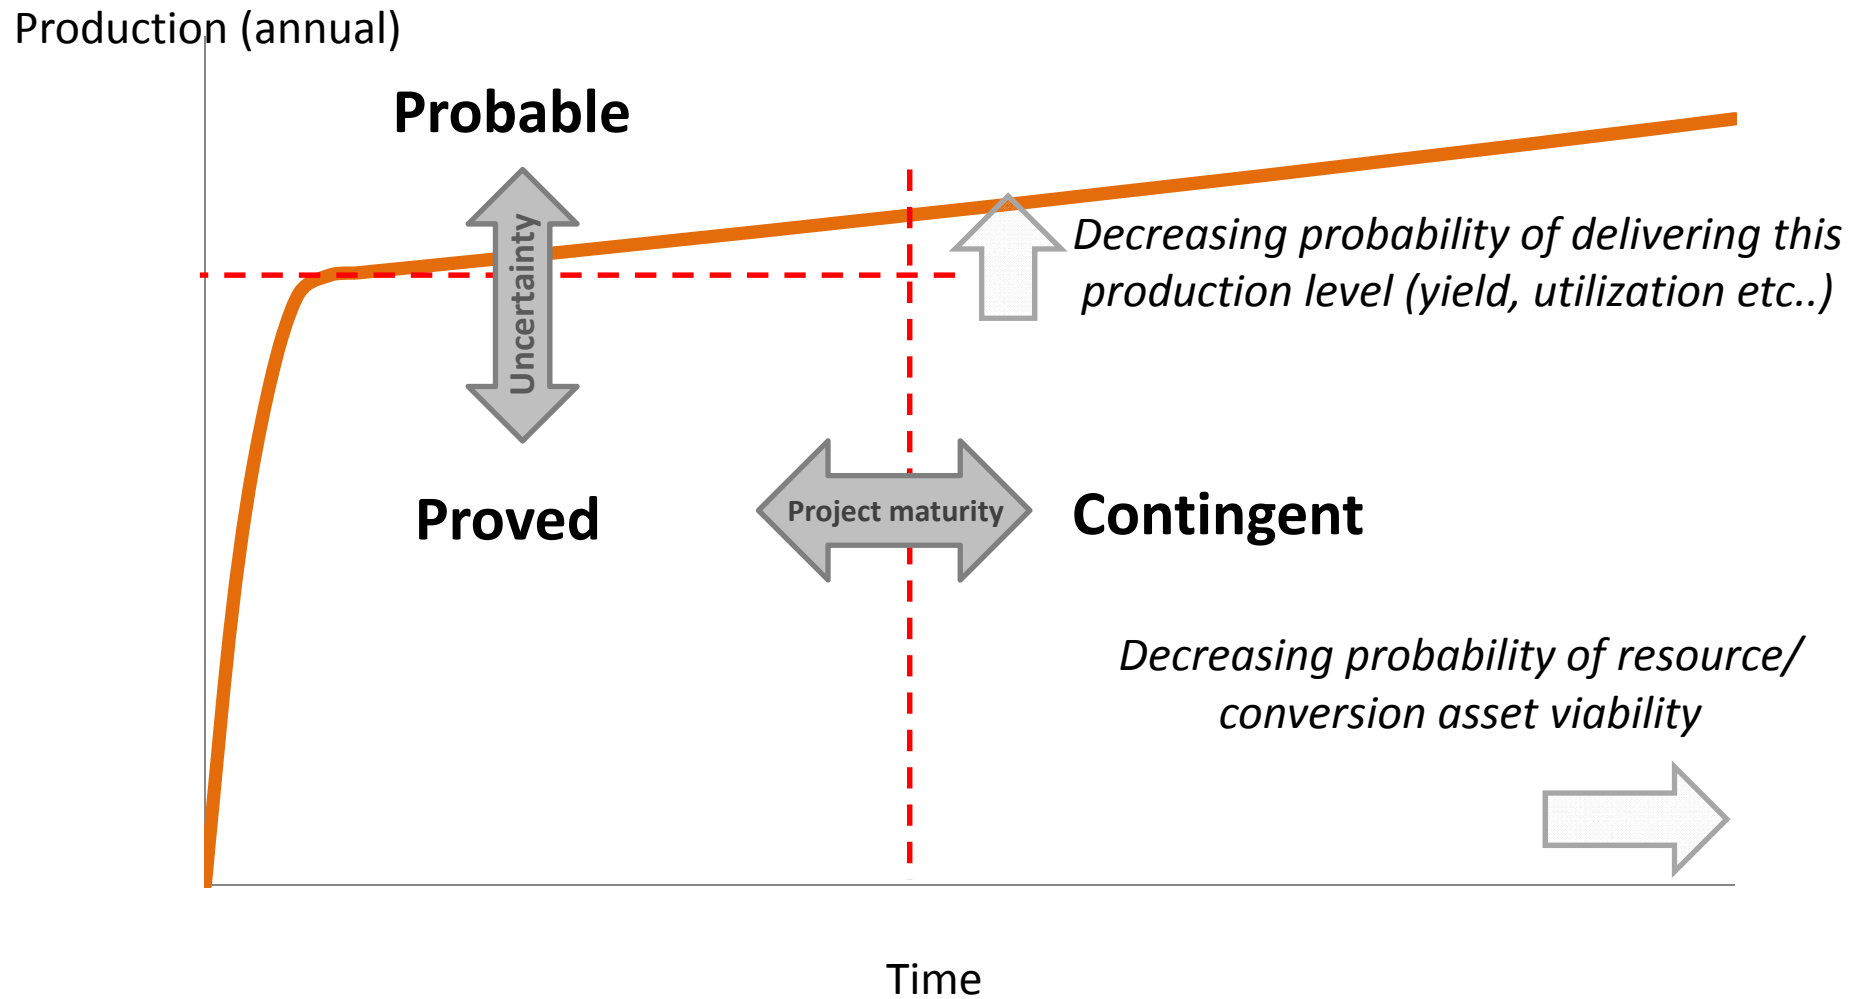 Production (annual)
Probable
Uncertainty
Decreasing probability of delivering this
production level (yield, utilization etc..)
Proved
Project maturity
Contingent
Decreasing probability of resource/
conversion asset viability
Time